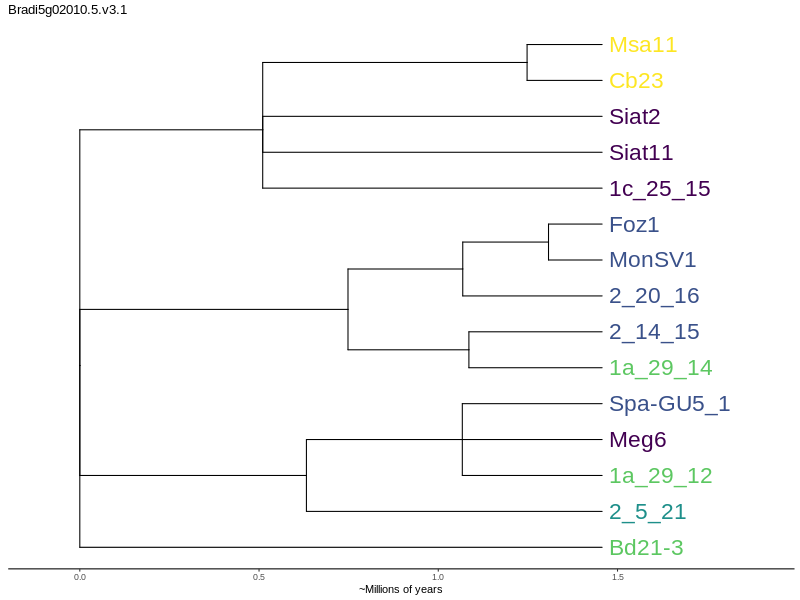 Bradi5g02010.5.v3.1
Msa11
Cb23
Siat2
Siat11
1c_25_15
Foz1
MonSV1
2_20_16
2_14_15
1a_29_14
Spa-GU5_1
Meg6
1a_29_12
2_5_21
Bd21-3
0.0 0.5 1.0 1.5
~Millions of years